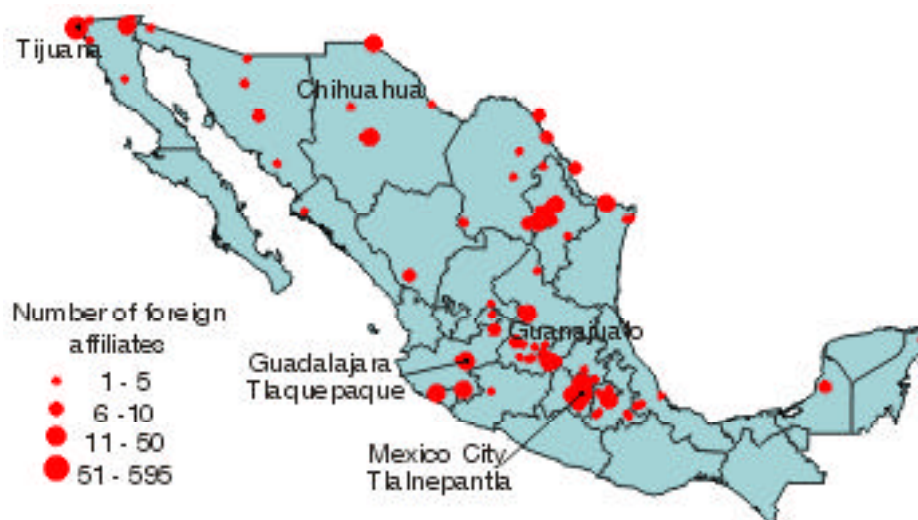 Tijuana
Chihuahua
Number of foreign
affiliates
1 - 5
6 -10
11 - 50
51 - 595
Guanajuato
Guadalajara
Tlaquepaque
Mexico City
Tlalnepantla